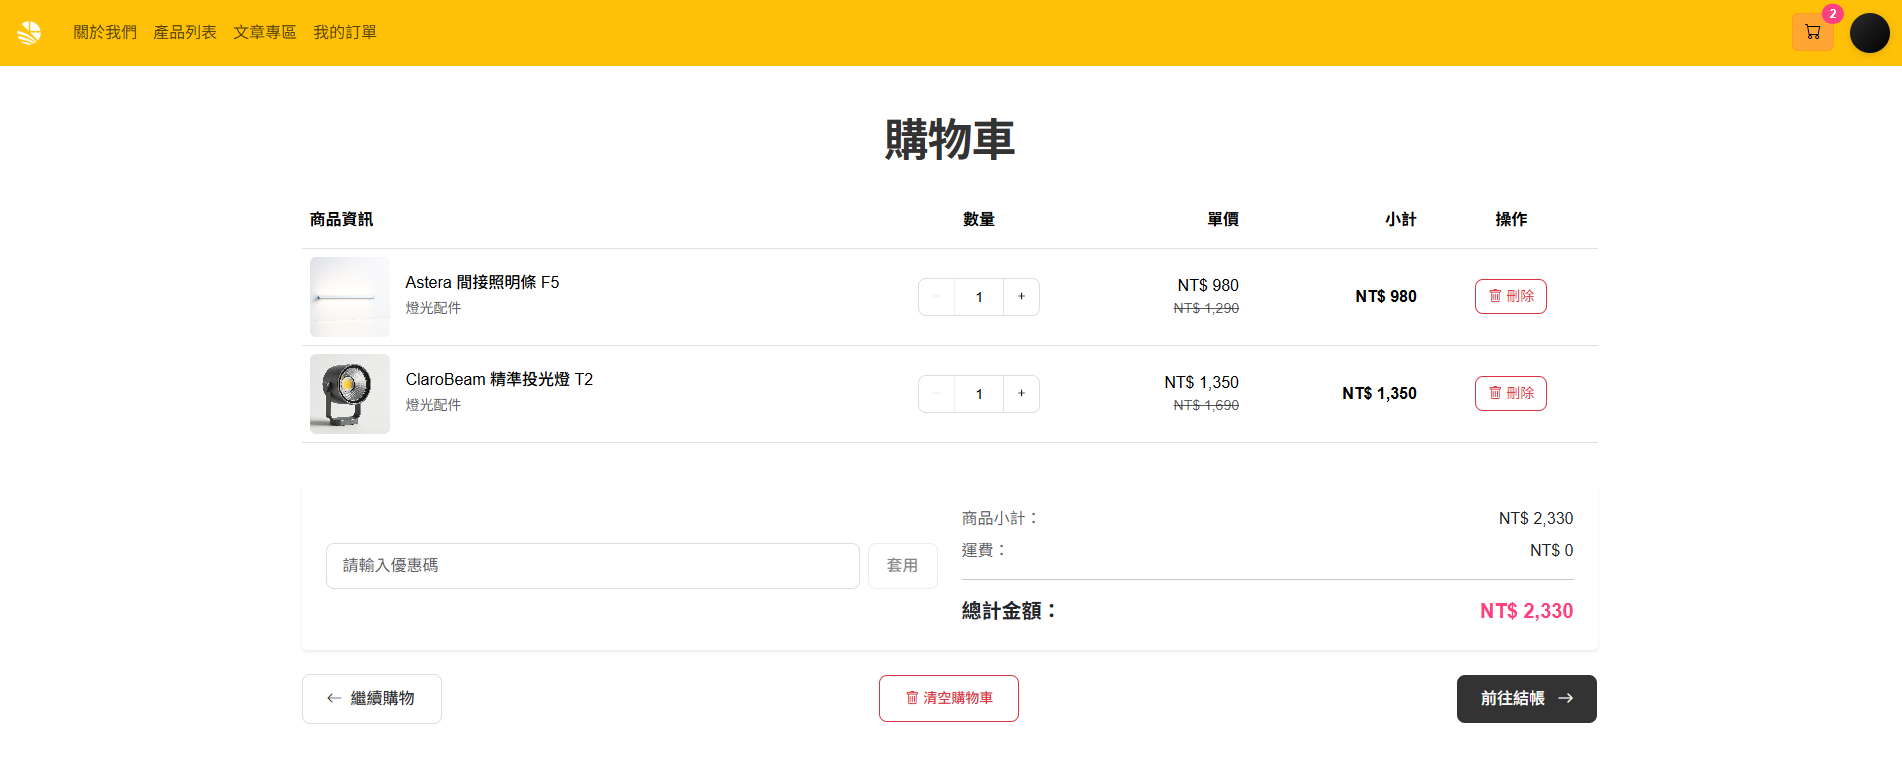 關於我們 產品列表 文章專區 我的訂單 2
購物車
商品資訊 數量 單價 小計 操作
Astera 間接照明條 F5
燈光配件
− 1 +
NT$ 980
NT$ 1,290
NT$ 980
刪除
ClaroBeam 精準投光燈 T2
燈光配件
− 1 +
NT$ 1,350
NT$ 1,690
NT$ 1,350
刪除
請輸入優惠碼 套用
商品小計： NT$ 2,330
運費： NT$ 0
總計金額： NT$ 2,330
← 繼續購物 清空購物車 前往結帳 →